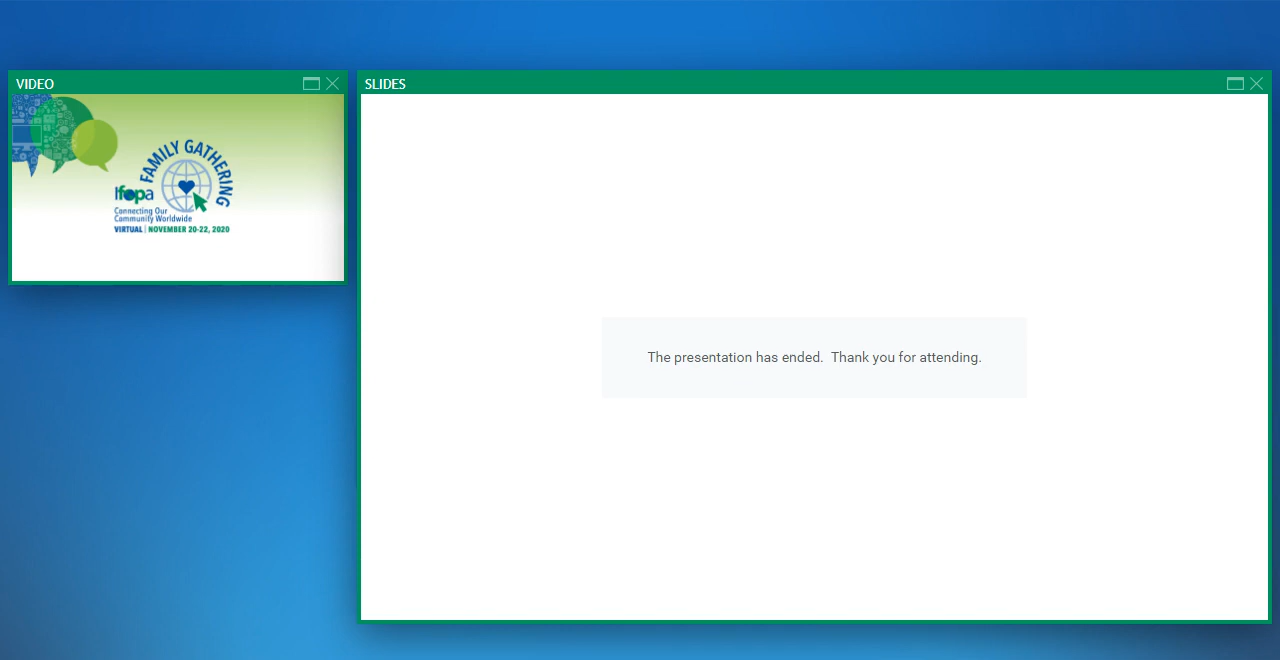 VIDEO
FAMILY GATHERING
Ifopa
Connecting Our
Community Worldwide
VIRTUAL | NOVEMBER 20-22, 2020
SLIDES
The presentation has ended.  Thank you for attending.